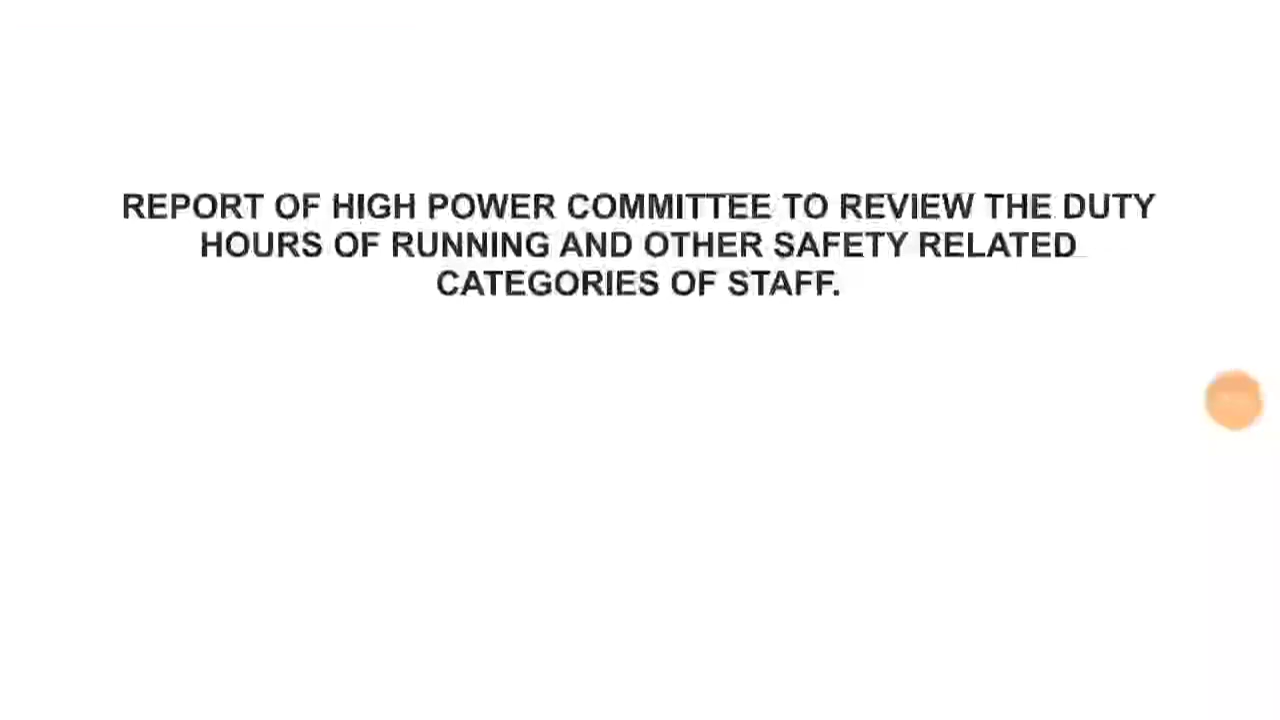 REPORT OF HIGH POWER COMMITTEE TO REVIEW THE DUTY
HOURS OF RUNNING AND OTHER SAFETY RELATED
CATEGORIES OF STAFF.